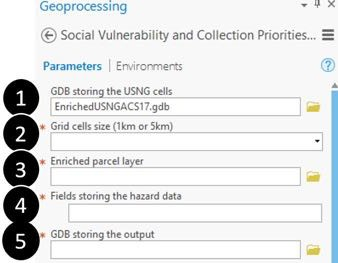 Geoprocessing
Social Vulnerability and Collection Priorities...
Parameters | Environments
?
1
GDB storing the USNG cells
EnrichedUSNGACS17.gdb
2
* Grid cells size (1km or 5km)
3
* Enriched parcel layer
4
* Fields storing the hazard data
5
* GDB storing the output